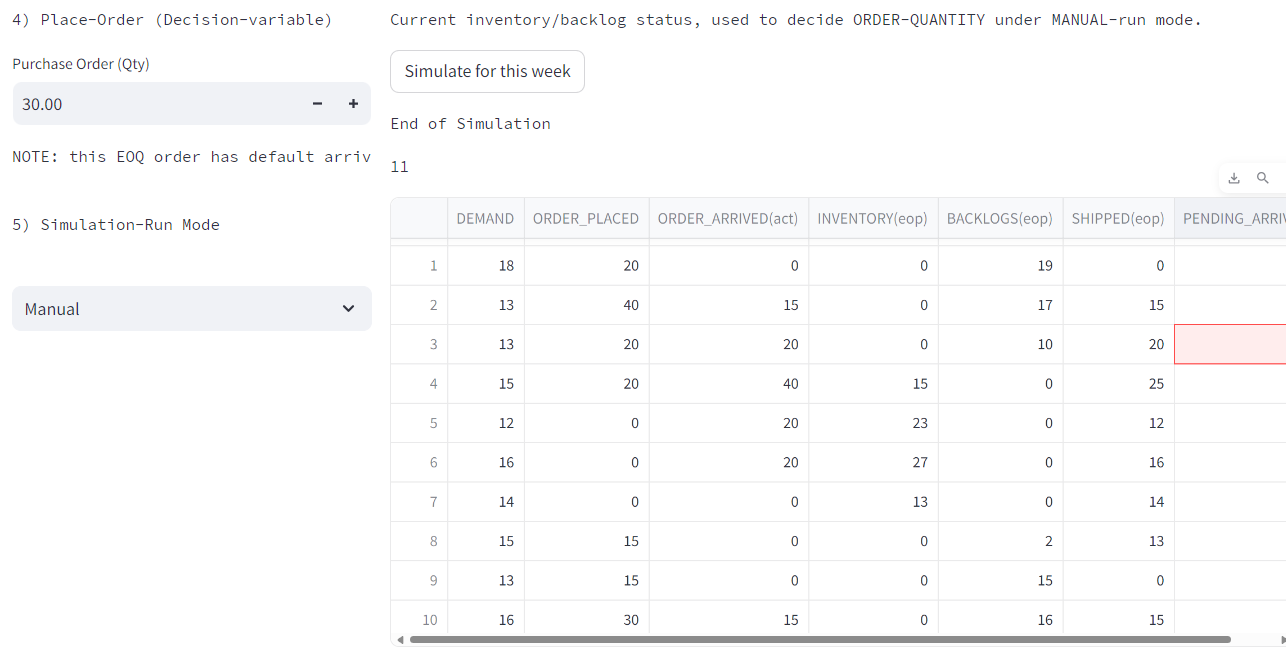 4) Place-Order (Decision-variable)
Purchase Order (Qty)
30.00
NOTE: this EOQ order has default arriv
5) Simulation-Run Mode
Manual
Current inventory/backlog status, used to decide ORDER-QUANTITY under MANUAL-run mode.
Simulate for this week
End of Simulation
11
DEMAND ORDER_PLACED ORDER_ARRIVED(act) INVENTORY(eop) BACKLOGS(eop) SHIPPED(eop) PENDING_ARRIV
1 18 20 0 0 19 0
2 13 40 15 0 17 15
3 13 20 20 0 10 20
4 15 20 40 15 0 25
5 12 0 20 23 0 12
6 16 0 20 27 0 16
7 14 0 0 13 0 14
8 15 15 0 0 2 13
9 13 15 0 0 15 0
10 16 30 15 0 16 15